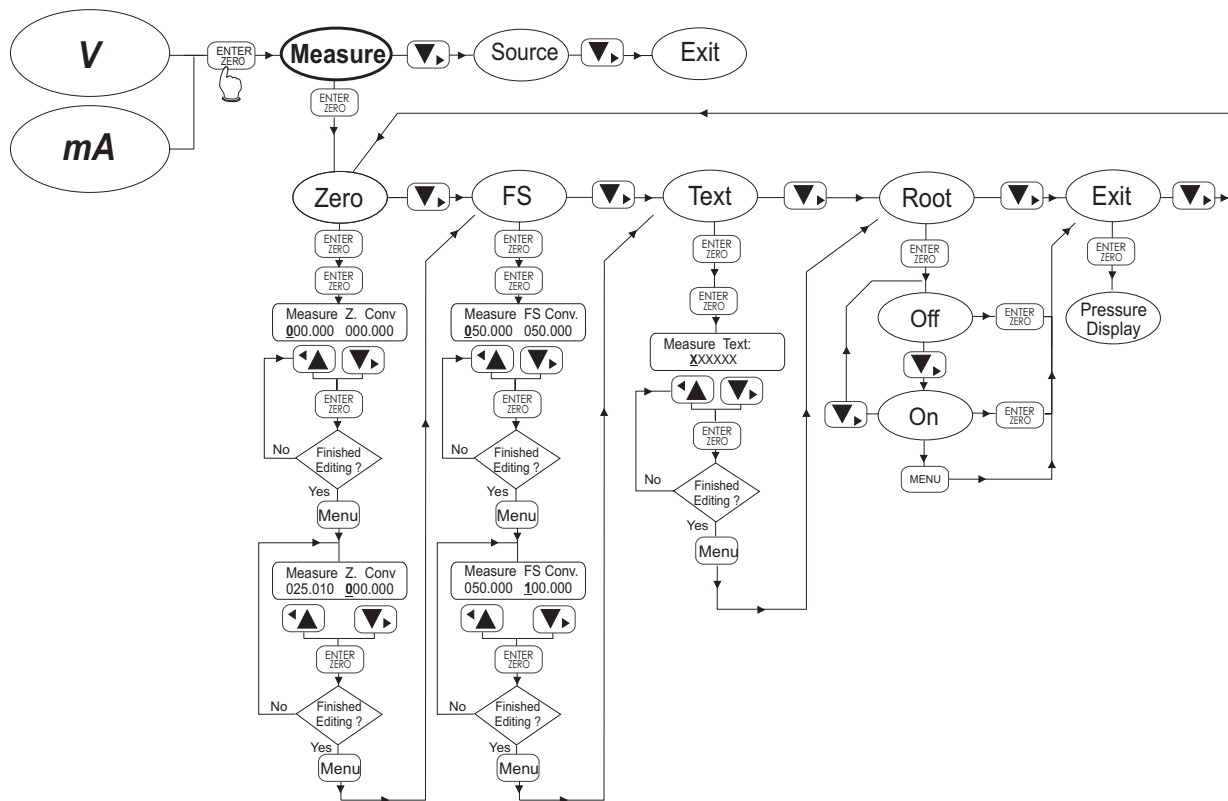 V
mA
ENTER
ZERO
Measure
Source
Exit
ENTER
ZERO
Zero
FS
Text
Root
Exit
ENTER
ZERO
ENTER
ZERO
Measure Z. Conv
000.000 000.000
ENTER
ZERO
Finished
Editing ?
No
Yes
Menu
Measure Z. Conv
025.010 000.000
ENTER
ZERO
Finished
Editing ?
No
Yes
Menu
ENTER
ZERO
ENTER
ZERO
Measure FS Conv.
050.000 050.000
ENTER
ZERO
Finished
Editing ?
No
Yes
Menu
Measure FS Conv.
050.000 100.000
ENTER
ZERO
Finished
Editing ?
No
Yes
Menu
ENTER
ZERO
ENTER
ZERO
Measure Text:
XXXXXX
ENTER
ZERO
Finished
Editing ?
No
Yes
Menu
ENTER
ZERO
Off
ENTER
ZERO
On
ENTER
ZERO
MENU
ENTER
ZERO
Pressure
Display